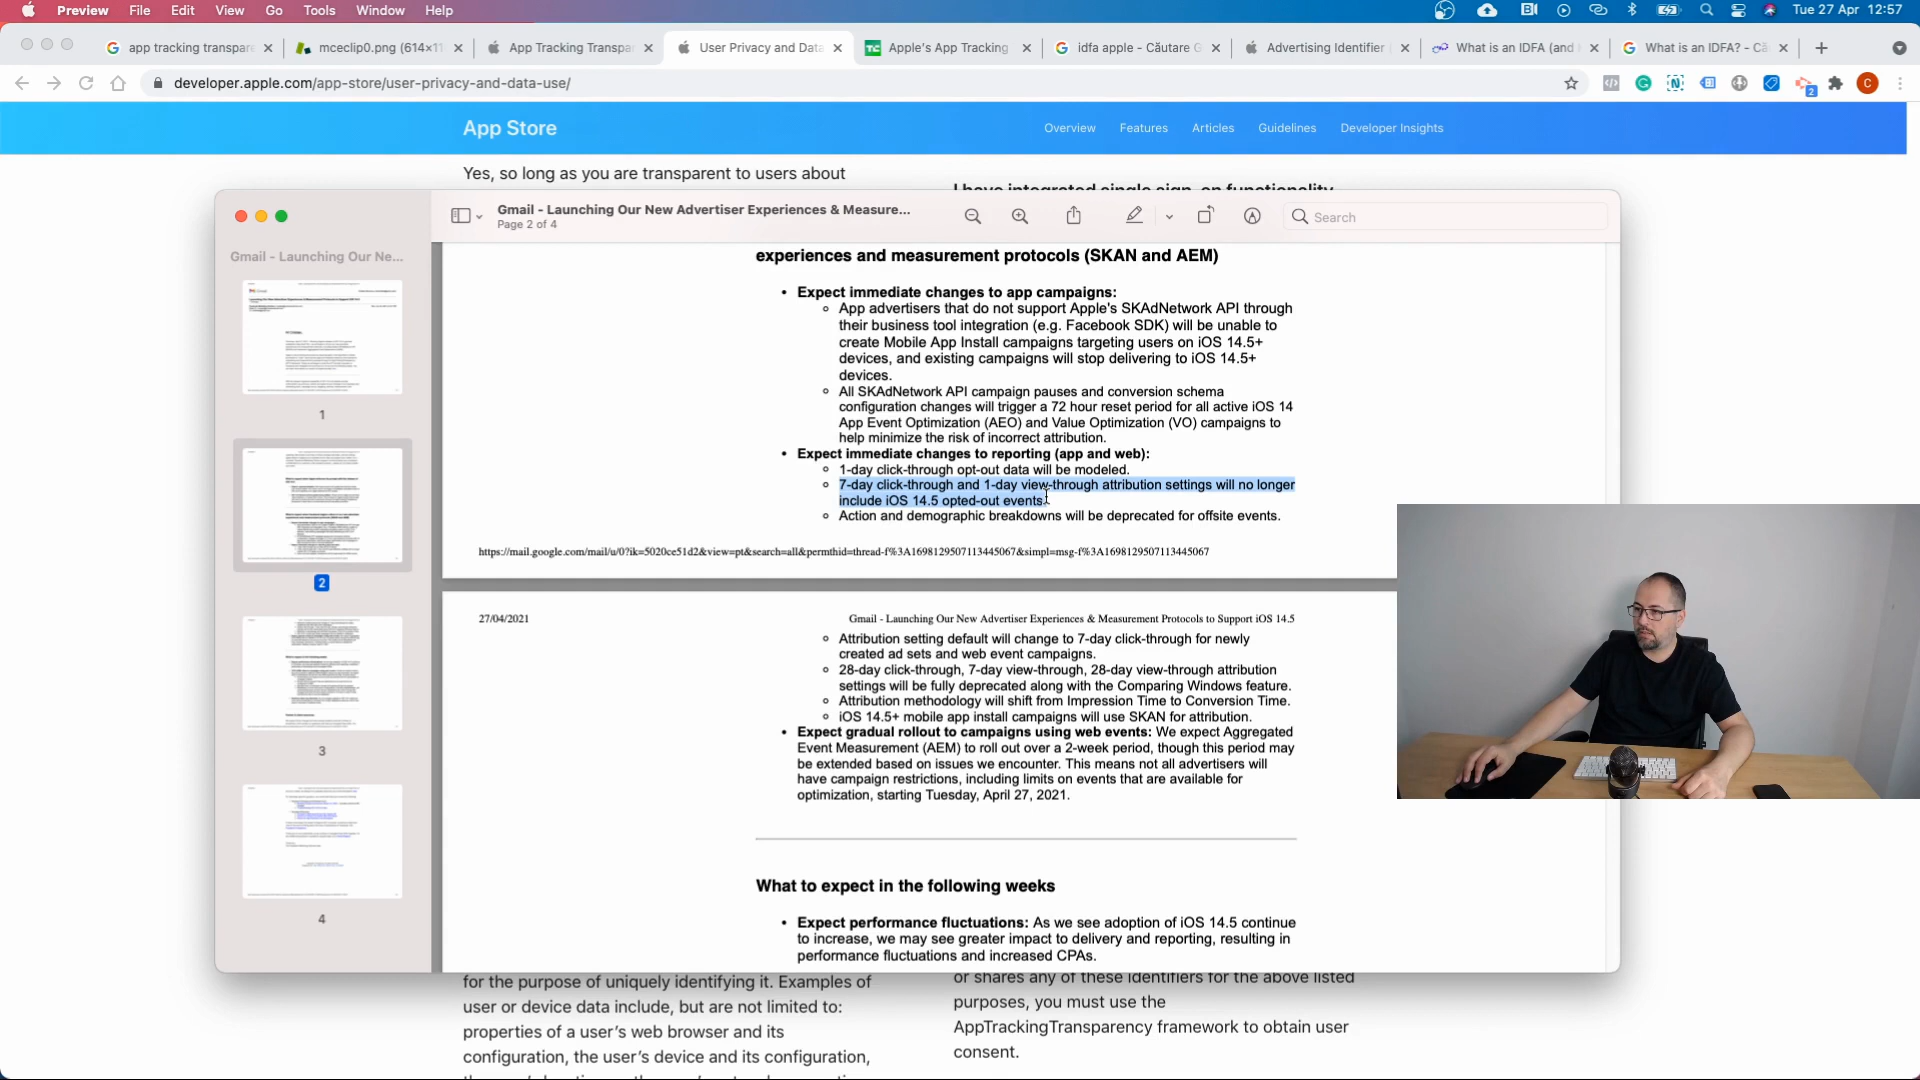 Preview File Edit View Go Tools Window Help
Tue 27 Apr 12:57
app tracking transpare
mceclip0.png (614×11
App Tracking Transpa
User Privacy and Data
Apple's App Tracking
idfa apple - Căutare G
Advertising Identifier
What is an IDFA (and
What is an IDFA? - Că
developer.apple.com/app-store/user-privacy-and-data-use/
2
C
App Store
Overview Features Articles Guidelines Developer Insights
Yes, so long as you are transparent to users about
I have integrated single sign-on functionality
Gmail - Launching Our New Advertiser Experiences & Measure...
Page 2 of 4
Search
Gmail - Launching Our Ne...
1
2
3
4
experiences and measurement protocols (SKAN and AEM)
• Expect immediate changes to app campaigns:
○ App advertisers that do not support Apple's SKAdNetwork API through
their business tool integration (e.g. Facebook SDK) will be unable to
create Mobile App Install campaigns targeting users on iOS 14.5+
devices, and existing campaigns will stop delivering to iOS 14.5+
devices.
○ All SKAdNetwork API campaign pauses and conversion schema
configuration changes will trigger a 72 hour reset period for all active iOS 14
App Event Optimization (AEO) and Value Optimization (VO) campaigns to
help minimize the risk of incorrect attribution.
• Expect immediate changes to reporting (app and web):
○ 1-day click-through opt-out data will be modeled.
○ 7-day click-through and 1-day view-through attribution settings will no longer
include iOS 14.5 opted-out events.
○ Action and demographic breakdowns will be deprecated for offsite events.
https://mail.google.com/mail/u/0?ik=5020ce51d2&view=pt&search=all&permthid=thread-f%3A1698129507113445067&simpl=msg-f%3A1698129507113445067
27/04/2021
Gmail - Launching Our New Advertiser Experiences & Measurement Protocols to Support iOS 14.5
○ Attribution setting default will change to 7-day click-through for newly
created ad sets and web event campaigns.
○ 28-day click-through, 7-day view-through, 28-day view-through attribution
settings will be fully deprecated along with the Comparing Windows feature.
○ Attribution methodology will shift from Impression Time to Conversion Time.
○ iOS 14.5+ mobile app install campaigns will use SKAN for attribution.
• Expect gradual rollout to campaigns using web events: We expect Aggregated
Event Measurement (AEM) to roll out over a 2-week period, though this period may
be extended based on issues we encounter. This means not all advertisers will
have campaign restrictions, including limits on events that are available for
optimization, starting Tuesday, April 27, 2021.
What to expect in the following weeks
• Expect performance fluctuations: As we see adoption of iOS 14.5 continue
to increase, we may see greater impact to delivery and reporting, resulting in
performance fluctuations and increased CPAs.
for the purpose of uniquely identifying it. Examples of
user or device data include, but are not limited to:
properties of a user's web browser and its
configuration, the user's device and its configuration,
or shares any of these identifiers for the above listed
purposes, you must use the
AppTrackingTransparency framework to obtain user
consent.